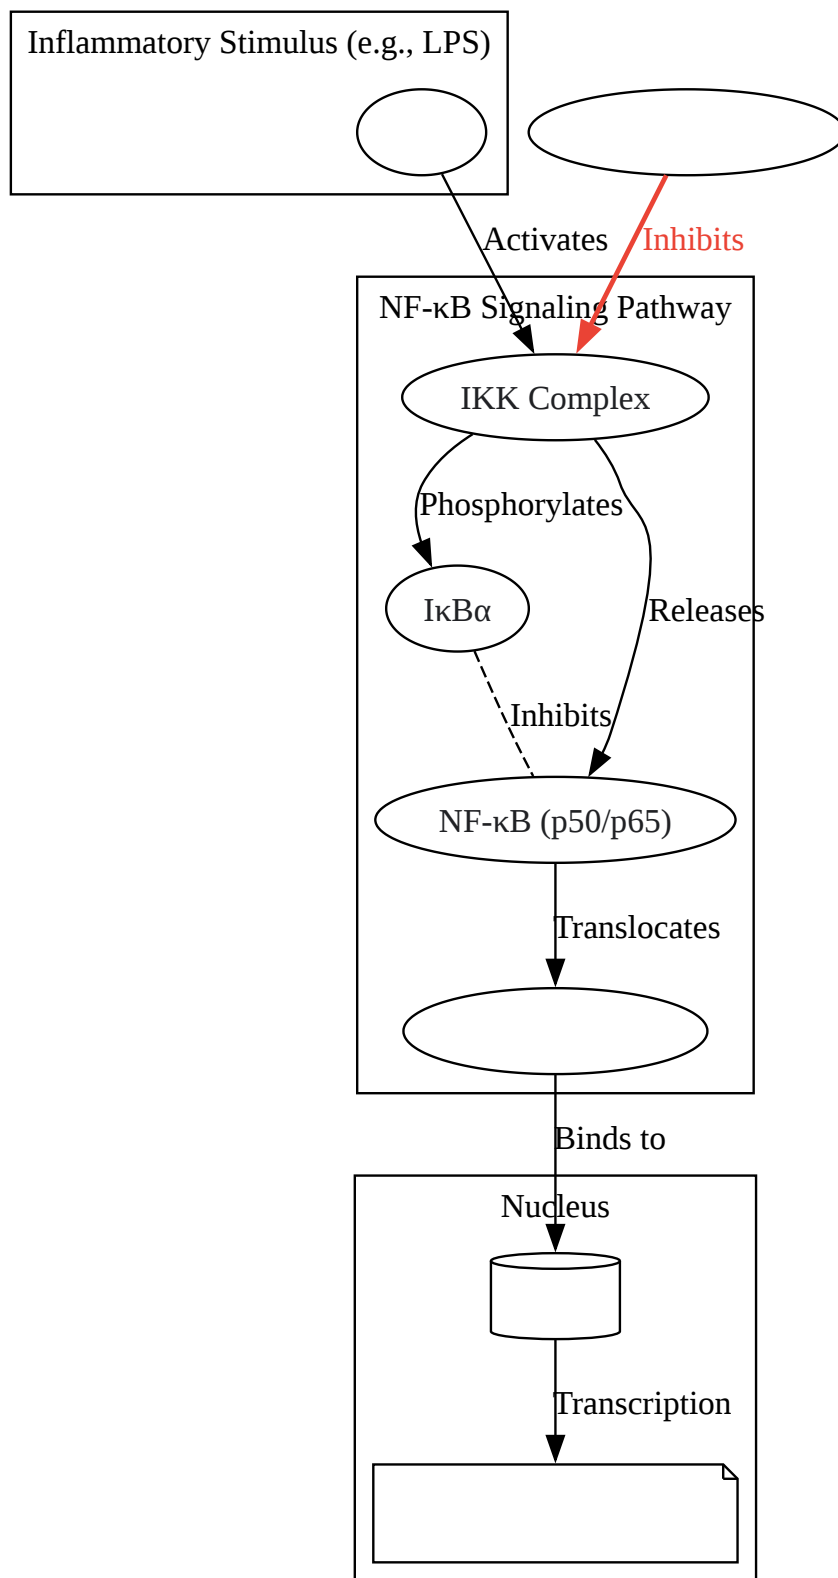 Inflammatory Stimulus (e.g., LPS)
Activates
Inhibits
NF-κB Signaling Pathway
IKK Complex
Phosphorylates
IκBα
Releases
Inhibits
NF-κB (p50/p65)
Translocates
Binds to
Nucleus
Transcription